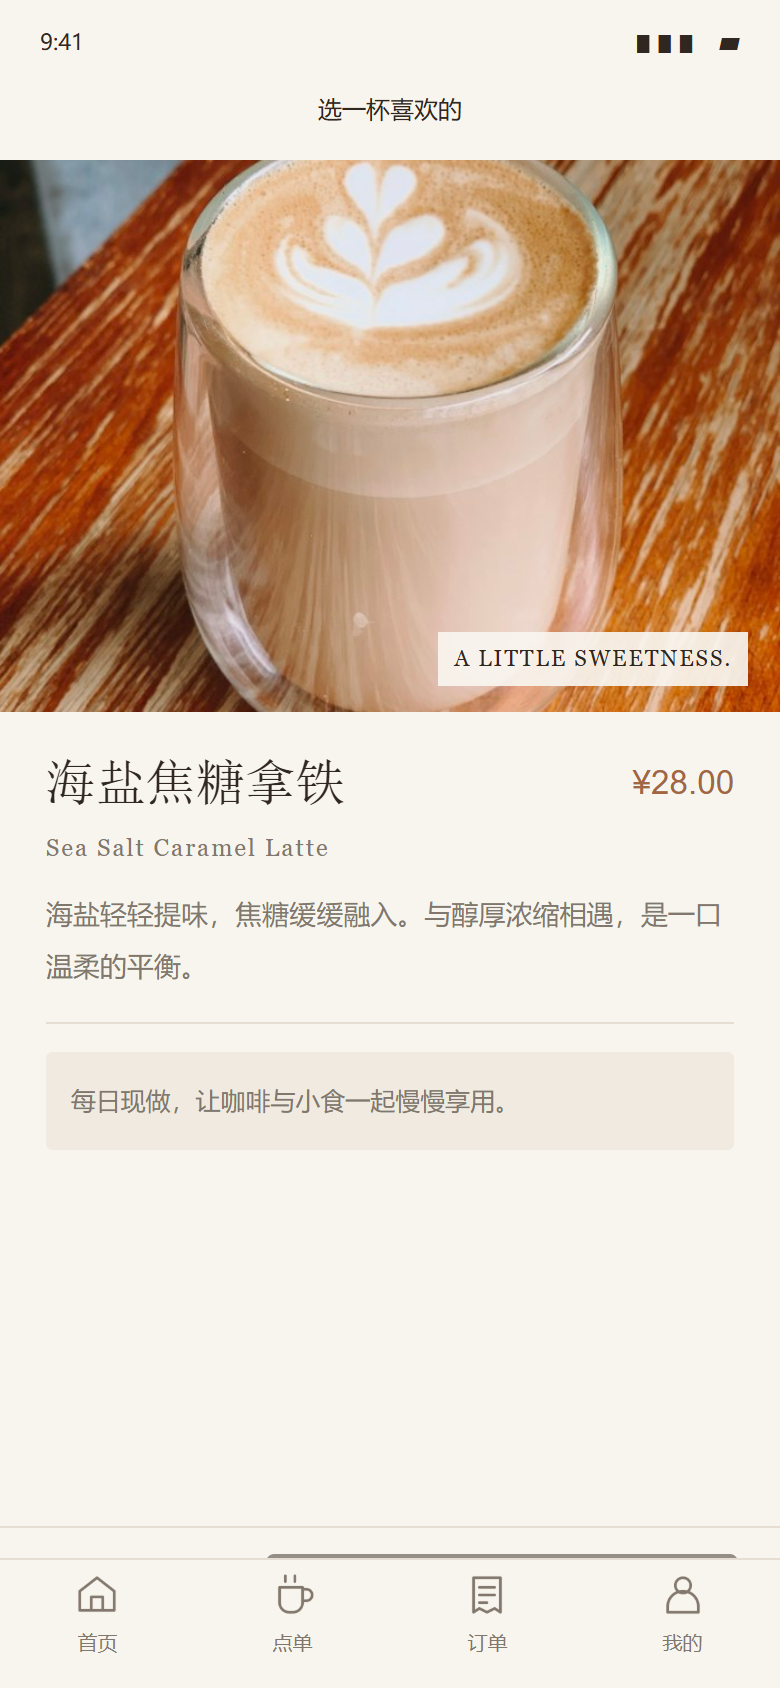 9:41
选一杯喜欢的
A LITTLE SWEETNESS.
海盐焦糖拿铁
¥28.00
Sea Salt Caramel Latte
海盐轻轻提味，焦糖缓缓融入。与醇厚浓缩相遇，是一口
温柔的平衡。
每日现做，让咖啡与小食一起慢慢享用。
首页
点单
订单
我的